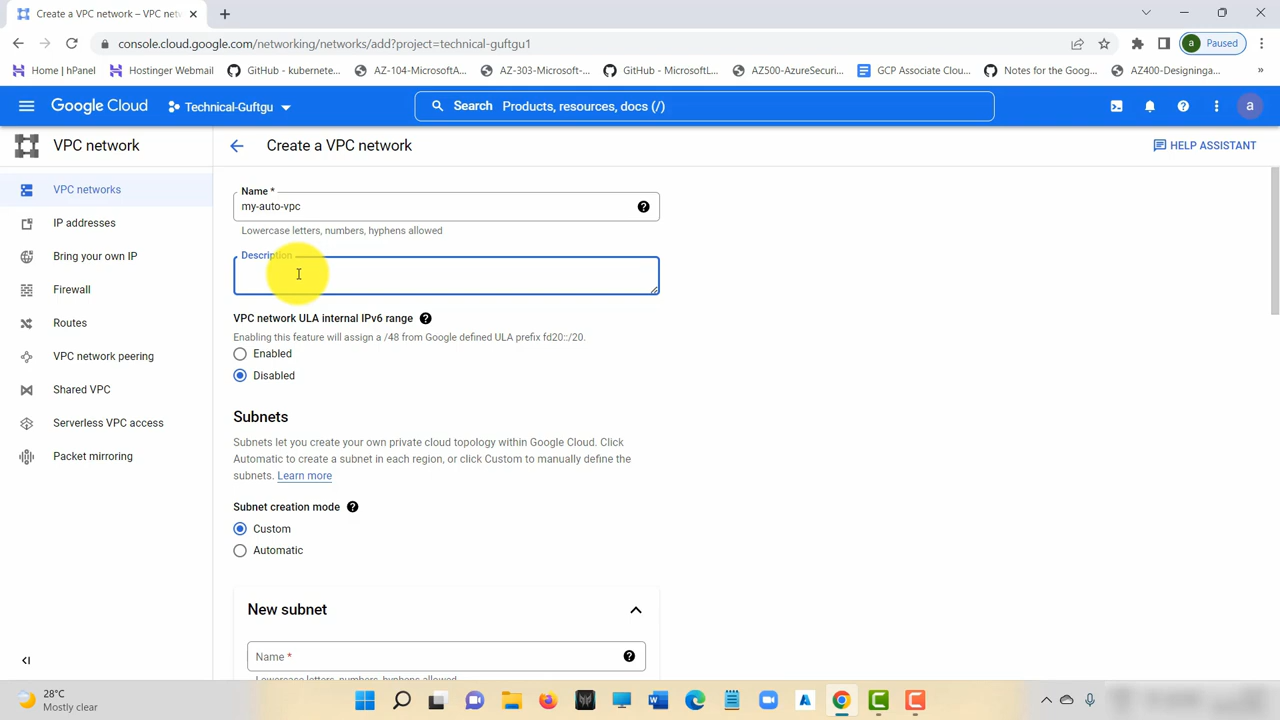 Create a VPC network – VPC net
console.cloud.google.com/networking/networks/add?project=technical-guftgu1
Paused
Home | hPanel
Hostinger Webmail
GitHub - kubernete...
AZ-104-MicrosoftA...
AZ-303-Microsoft-...
GitHub - MicrosoftL...
AZ500-AzureSecuri...
GCP Associate Clou...
Notes for the Goog...
AZ400-Designinga...
»
Google Cloud
Technical-Guftgu
Search Products, resources, docs (/)
a
VPC network
Create a VPC network
HELP ASSISTANT
VPC networks
IP addresses
Bring your own IP
Firewall
Routes
VPC network peering
Shared VPC
Serverless VPC access
Packet mirroring
Name *
my-auto-vpc
Lowercase letters, numbers, hyphens allowed
Description
VPC network ULA internal IPv6 range
Enabling this feature will assign a /48 from Google defined ULA prefix fd20::/20.
Enabled
Disabled
Subnets
Subnets let you create your own private cloud topology within Google Cloud. Click
Automatic to create a subnet in each region, or click Custom to manually define the
subnets. Learn more
Subnet creation mode
Custom
Automatic
New subnet
Name *
Lowercase letters, numbers, hyphens allowed
28°C
Mostly clear